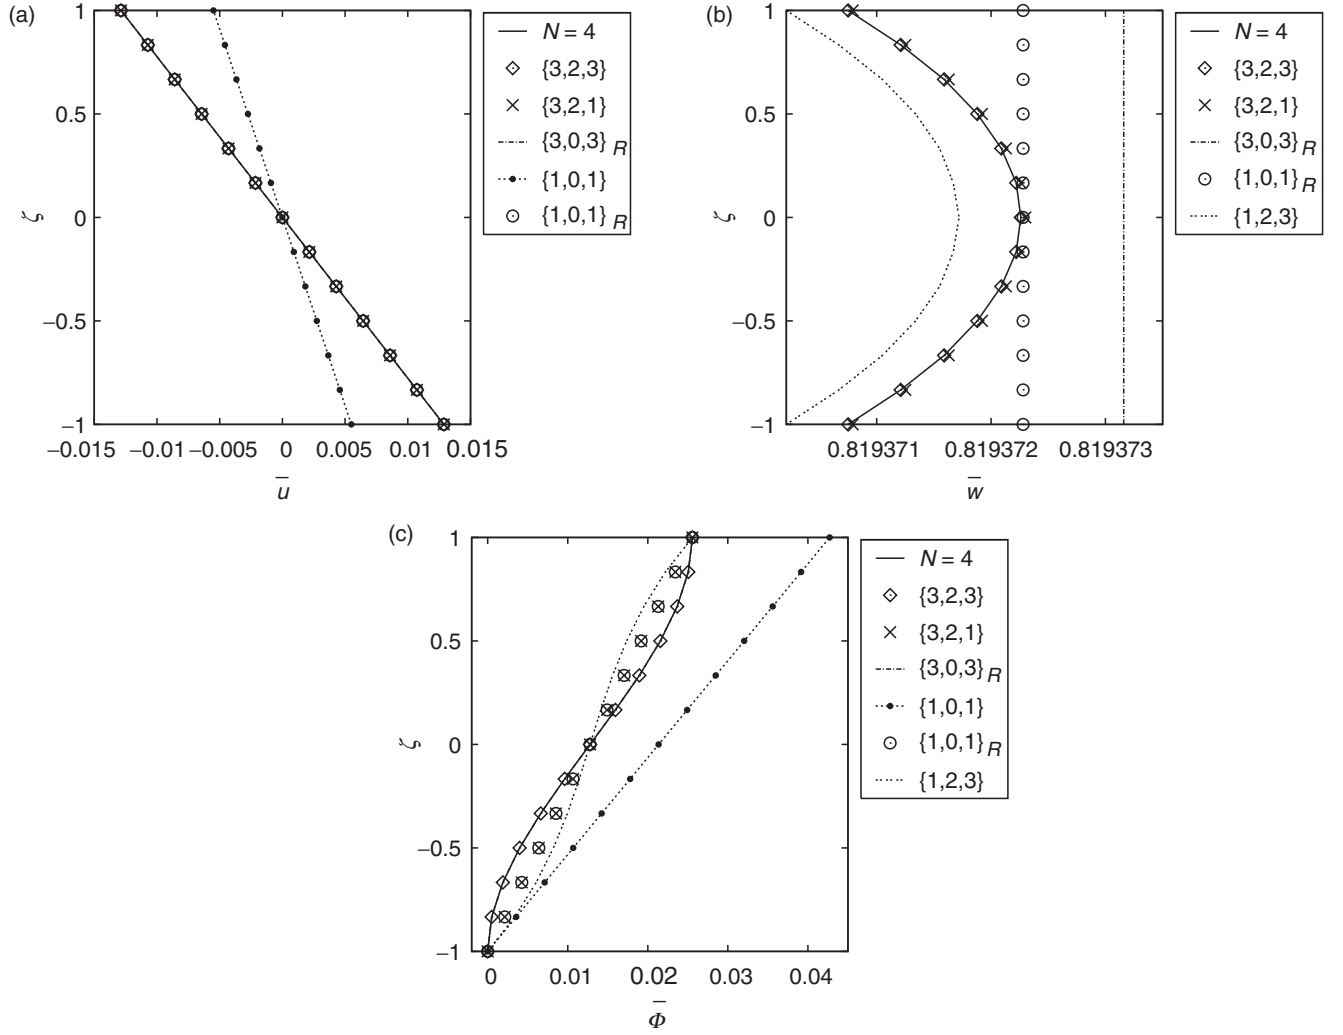 (a)
1
0.5
0
−0.5
−1
ζ
−0.015 −0.01 −0.005 0 0.005 0.01 0.015
u̅
N = 4
{3,2,3}
{3,2,1}
{3,0,3} R
{1,0,1}
{1,0,1} R
(b)
1
0.5
0
−0.5
−1
ζ
0.819371 0.819372 0.819373
w̅
N = 4
{3,2,3}
{3,2,1}
{3,0,3} R
{1,0,1} R
{1,2,3}
(c)
1
0.5
0
−0.5
−1
ζ
0 0.01 0.02 0.03 0.04
Φ̅
N = 4
{3,2,3}
{3,2,1}
{3,0,3} R
{1,0,1}
{1,0,1} R
{1,2,3}